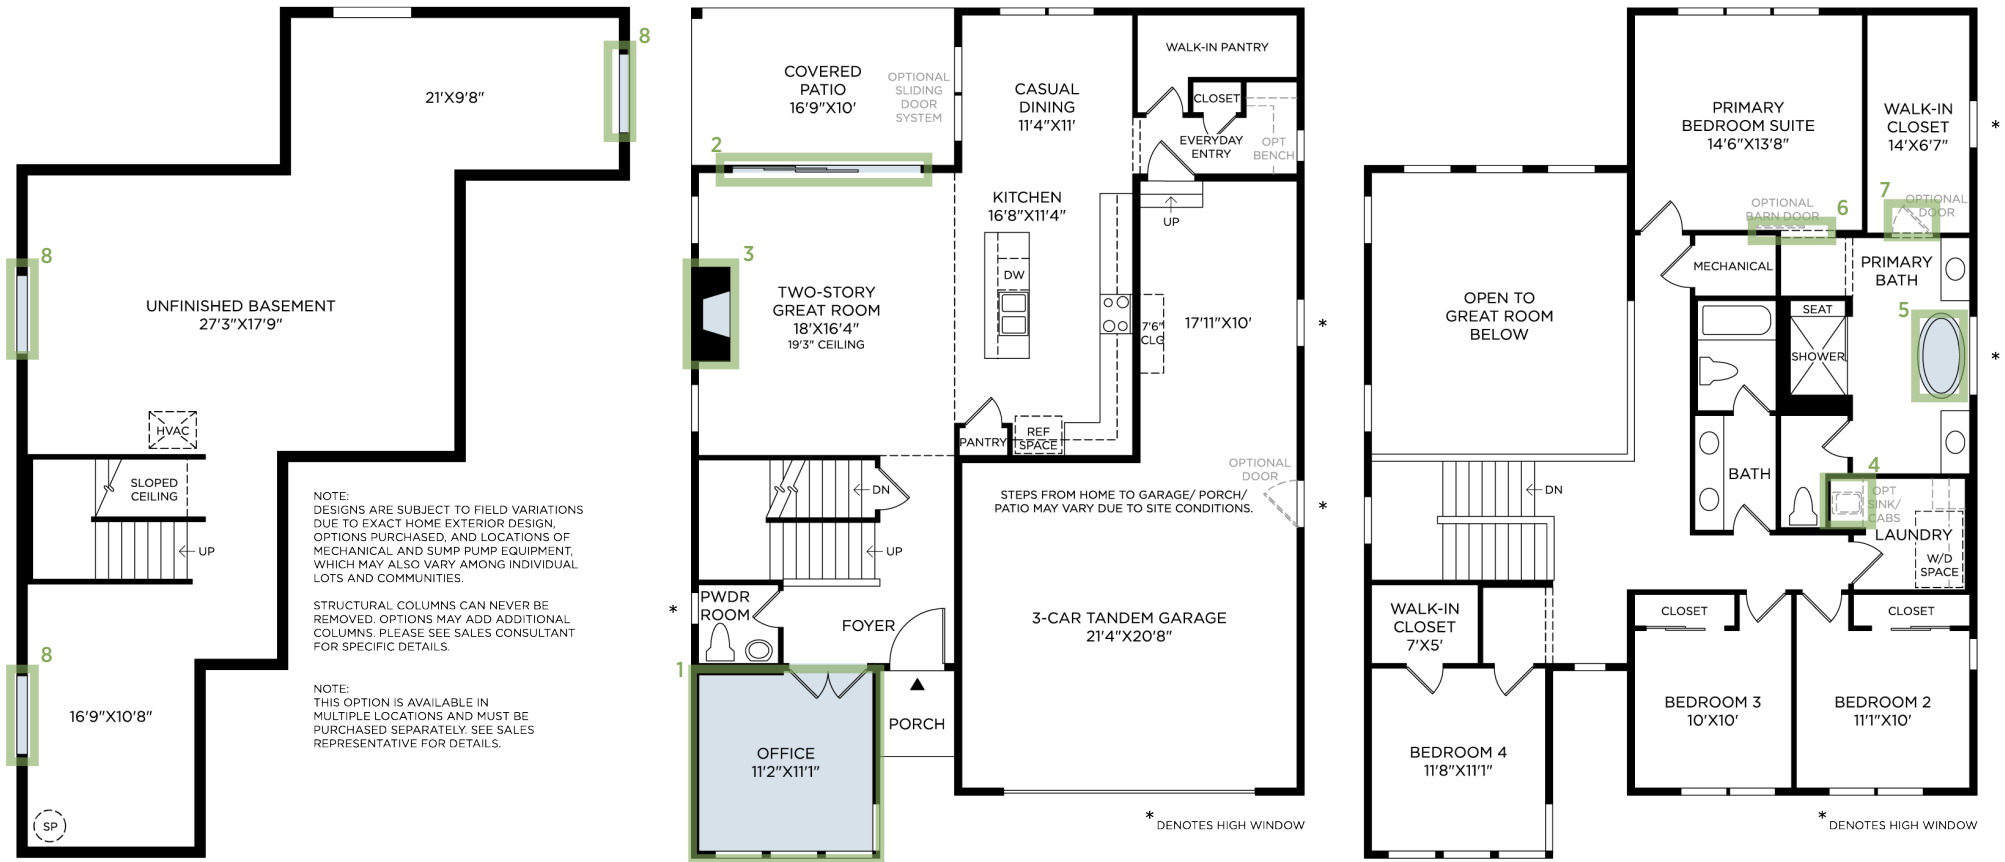 8
21'X9'8"
8
UNFINISHED BASEMENT
27'3"X17'9"
HVAC
SLOPED
CEILING
UP
8
16'9"X10'8"
SP
NOTE:
DESIGNS ARE SUBJECT TO FIELD VARIATIONS
DUE TO EXACT HOME EXTERIOR DESIGN,
OPTIONS PURCHASED, AND LOCATIONS OF
MECHANICAL AND SUMP PUMP EQUIPMENT,
WHICH MAY ALSO VARY AMONG INDIVIDUAL
LOTS AND COMMUNITIES.
STRUCTURAL COLUMNS CAN NEVER BE
REMOVED. OPTIONS MAY ADD ADDITIONAL
COLUMNS. PLEASE SEE SALES CONSULTANT
FOR SPECIFIC DETAILS.
NOTE:
THIS OPTION IS AVAILABLE IN
MULTIPLE LOCATIONS AND MUST BE
PURCHASED SEPARATELY. SEE SALES
REPRESENTATIVE FOR DETAILS.
COVERED
PATIO
16'9"X10'
OPTIONAL
SLIDING
DOOR
SYSTEM
2
CASUAL
DINING
11'4"X11'
WALK-IN PANTRY
CLOSET
EVERYDAY
ENTRY
OPT
BENCH
KITCHEN
16'8"X11'4"
UP
DW
3
TWO-STORY
GREAT ROOM
18'X16'4"
19'3" CEILING
7'6"
CLG
17'11"X10'
*
PANTRY
REF
SPACE
OPTIONAL
DOOR
*
STEPS FROM HOME TO GARAGE/ PORCH/
PATIO MAY VARY DUE TO SITE CONDITIONS.
DN
UP
*
PWDR
ROOM
FOYER
3-CAR TANDEM GARAGE
21'4"X20'8"
1
PORCH
OFFICE
11'2"X11'1"
* DENOTES HIGH WINDOW
PRIMARY
BEDROOM SUITE
14'6"X13'8"
WALK-IN
CLOSET
14'X6'7"
*
OPTIONAL
BARN DOOR
6
7
OPTIONAL
DOOR
MECHANICAL
PRIMARY
BATH
OPEN TO
GREAT ROOM
BELOW
SEAT
SHOWER
5
*
BATH
4
OPT
SINK/
CABS
LAUNDRY
W/D
SPACE
DN
WALK-IN
CLOSET
7'X5'
CLOSET
CLOSET
BEDROOM 3
10'X10'
BEDROOM 2
11'1"X10'
BEDROOM 4
11'8"X11'1"
* DENOTES HIGH WINDOW